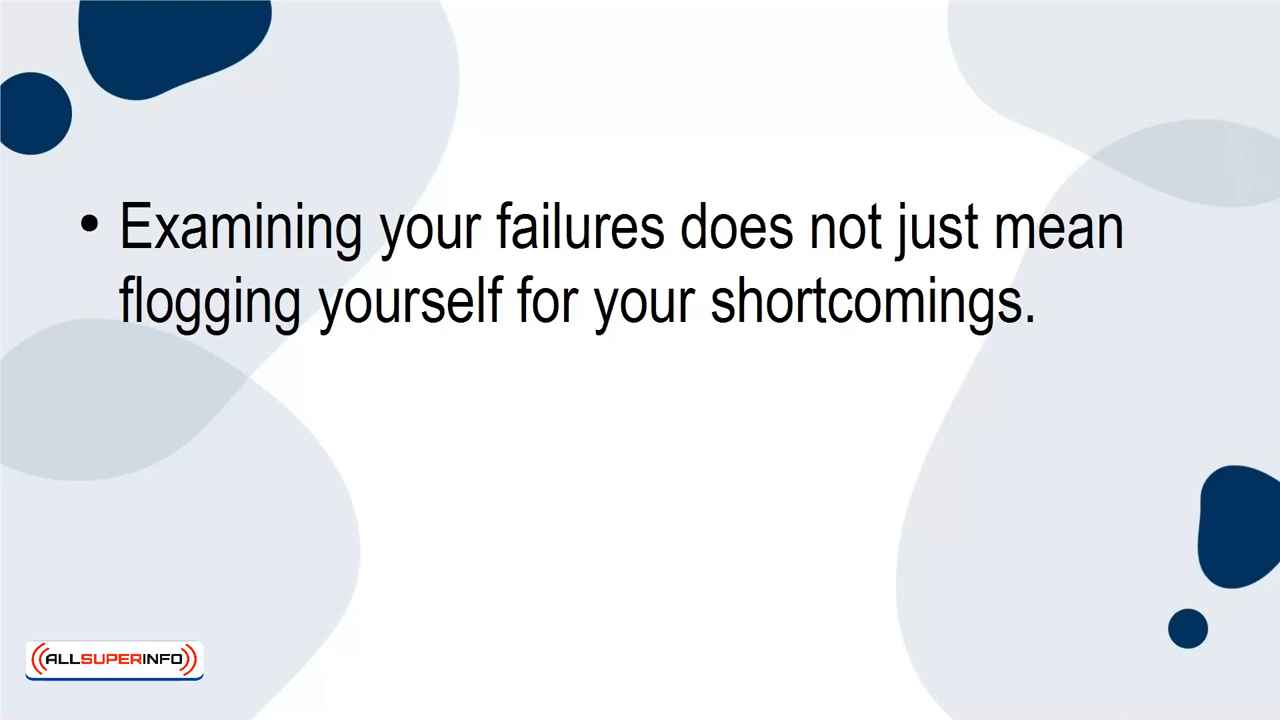 • Examining your failures does not just mean
flogging yourself for your shortcomings.
ALLSUPERINFO